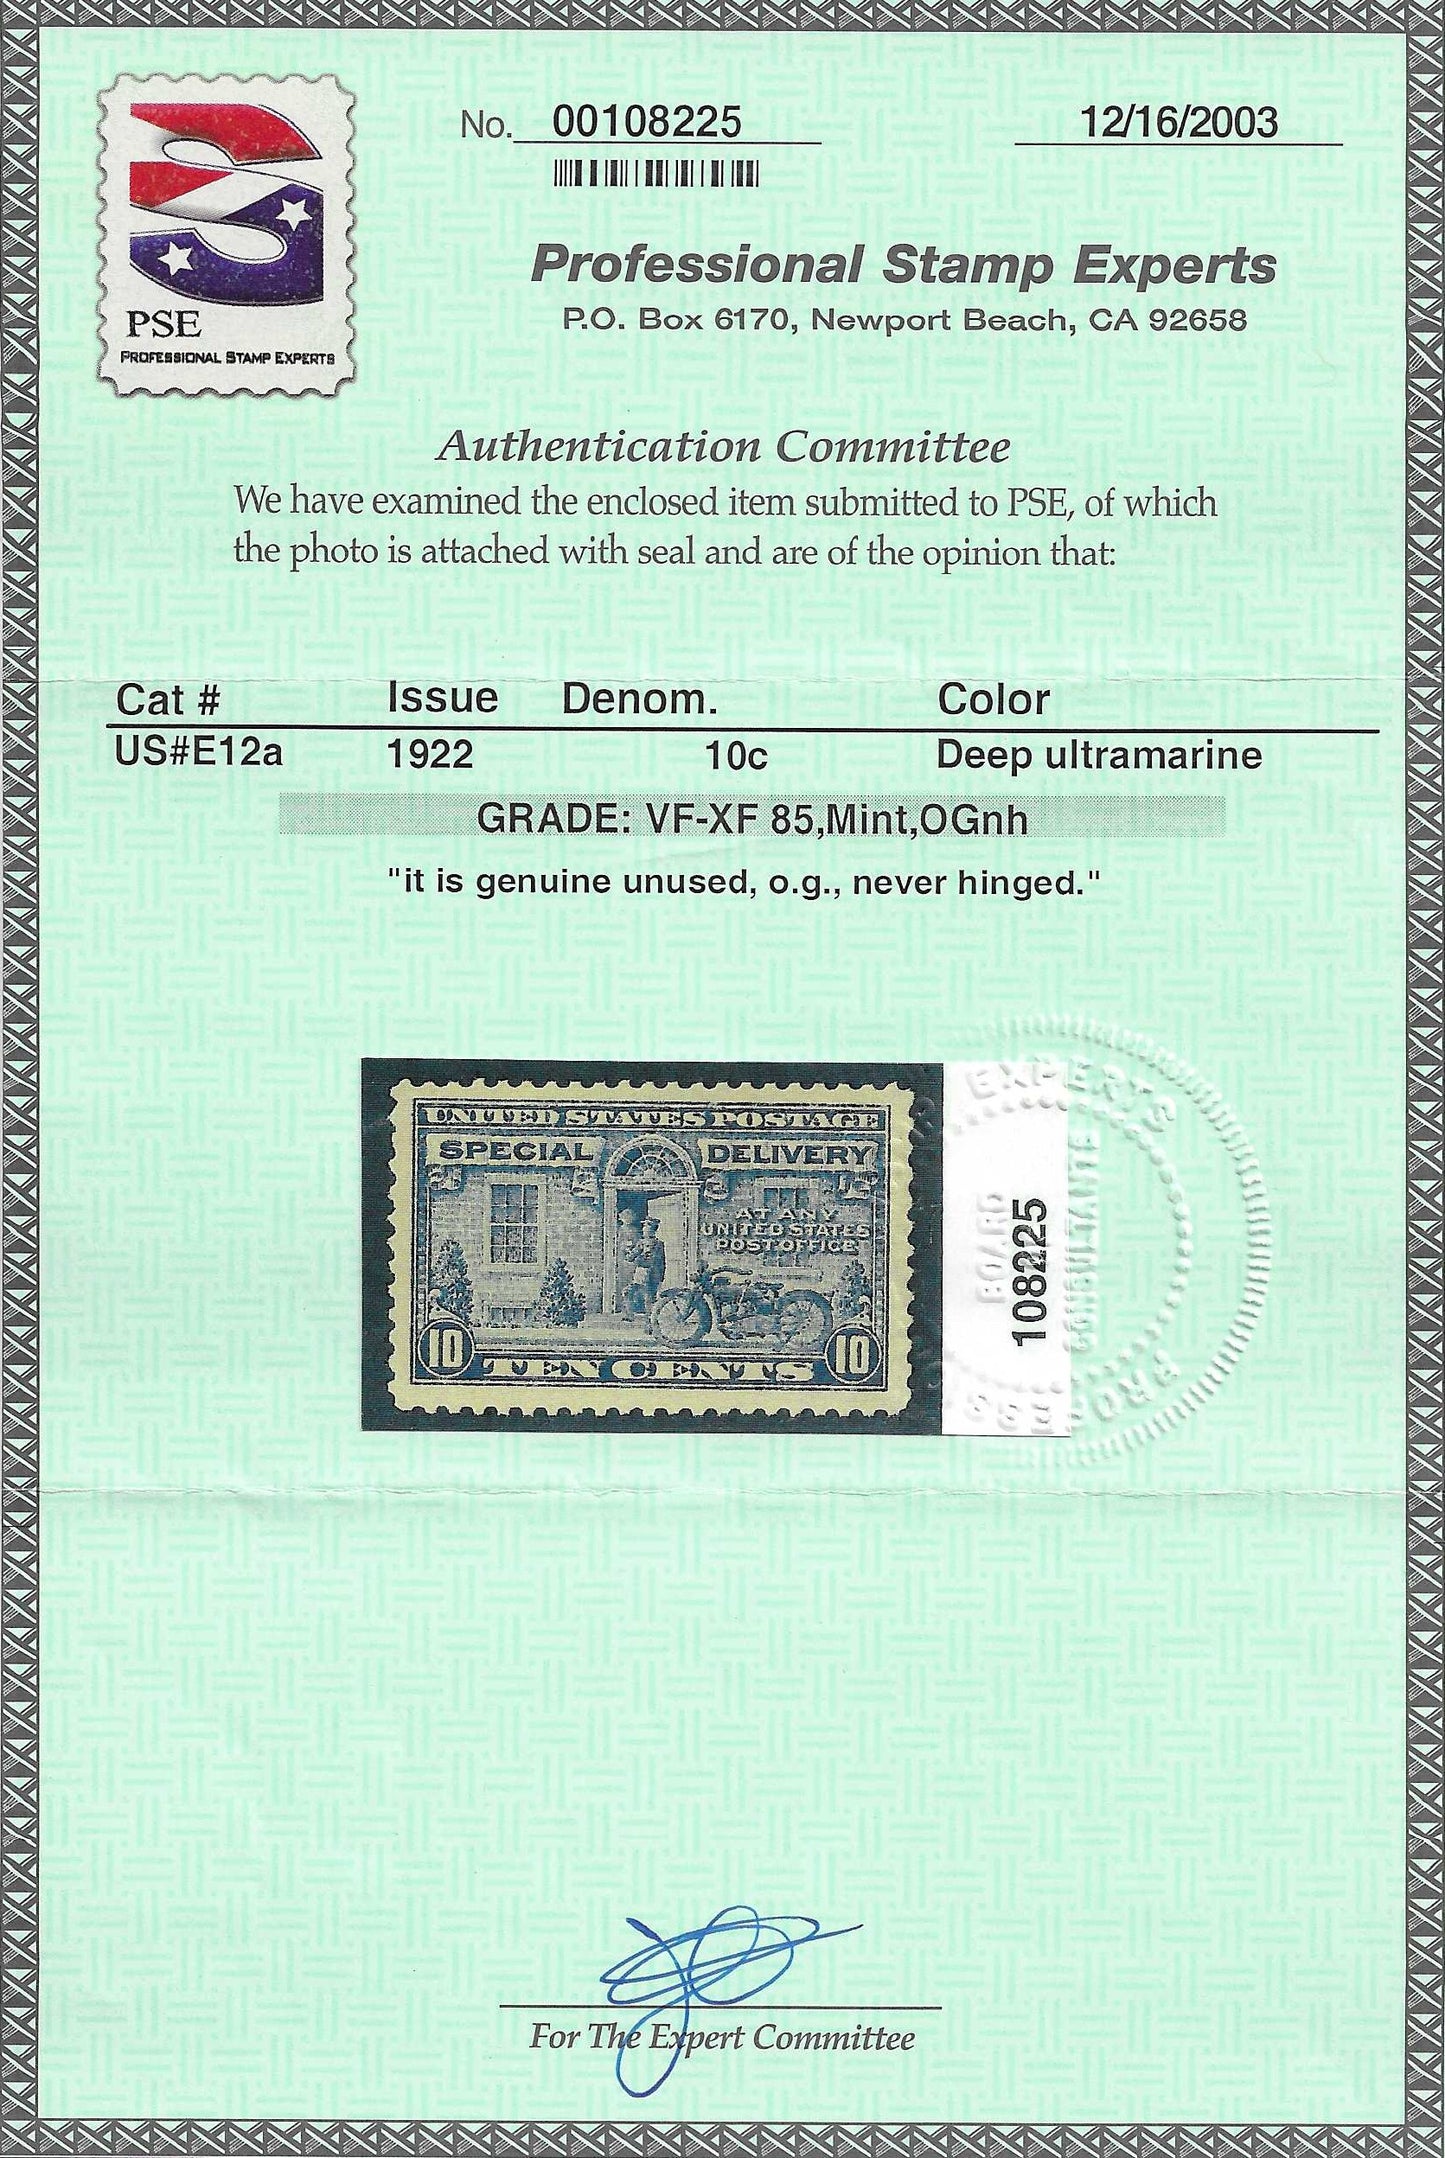 No. 00108225
12/16/2003
Professional Stamp Experts
P.O. Box 6170, Newport Beach, CA 92658
PSE
PROFESSIONAL STAMP EXPERTS
Authentication Committee
We have examined the enclosed item submitted to PSE, of which
the photo is attached with seal and are of the opinion that:
Cat # Issue Denom. Color
US#E12a 1922 10c Deep ultramarine
GRADE: VF-XF 85,Mint,OGnh
"it is genuine unused, o.g., never hinged."
UNITED STATES POSTAGE
SPECIAL DELIVERY
AT ANY
UNITED STATES
POST OFFICE
10 TEN CENTS 10
108225
EXPERTS
BOARD
CONSULTANTS
For The Expert Committee